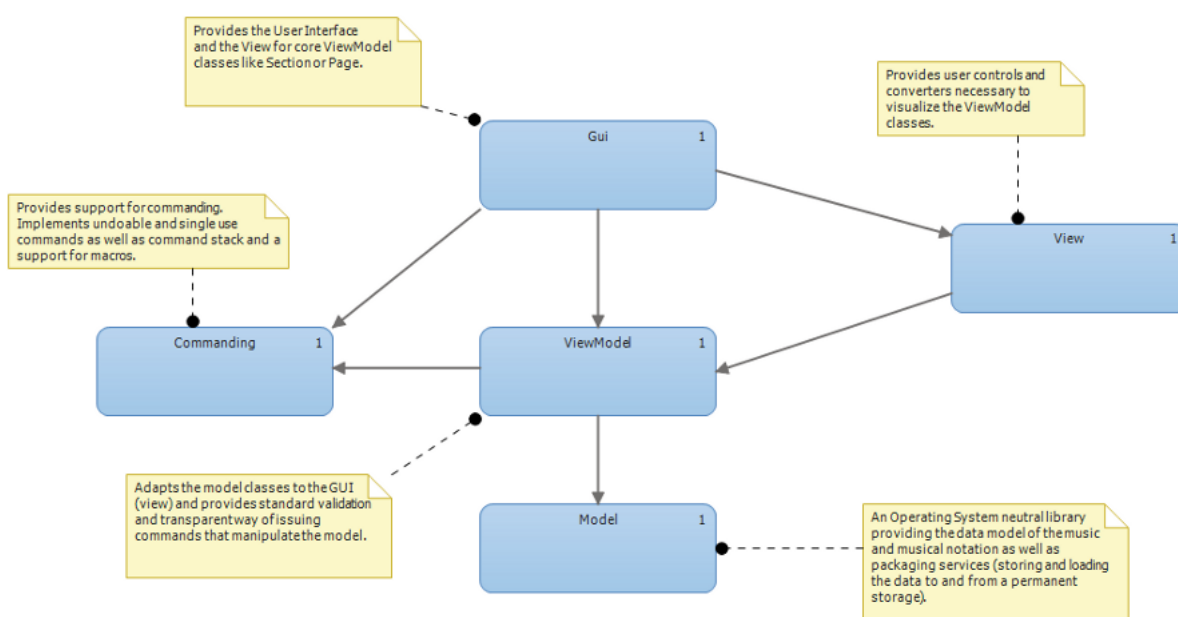 Provides the User Interface
and the View for core ViewModel
classes like Section or Page.
Provides user controls and
converters necessary to
visualize the ViewModel
classes.
Gui 1
Provides support for commanding.
Implements undoable and single use
commands as well as command stack and a
support for macros.
View 1
Commanding 1
ViewModel 1
Adapts the model classes to the GUI
(view) and provides standard validation
and transparent way of issuing
commands that manipulate the model.
Model 1
An Operating System neutral library
providing the data model of the music
and musical notation as well as
packaging services (storing and loading
the data to and from a permanent
storage).